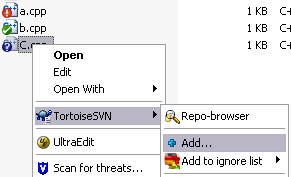 a.cpp 1 KB C+
b.cpp 1 KB C+
C.cpp 1 KB C+
Open
Edit
Open With
TortoiseSVN Repo-browser
UltraEdit Add...
Scan for threats... Add to ignore list